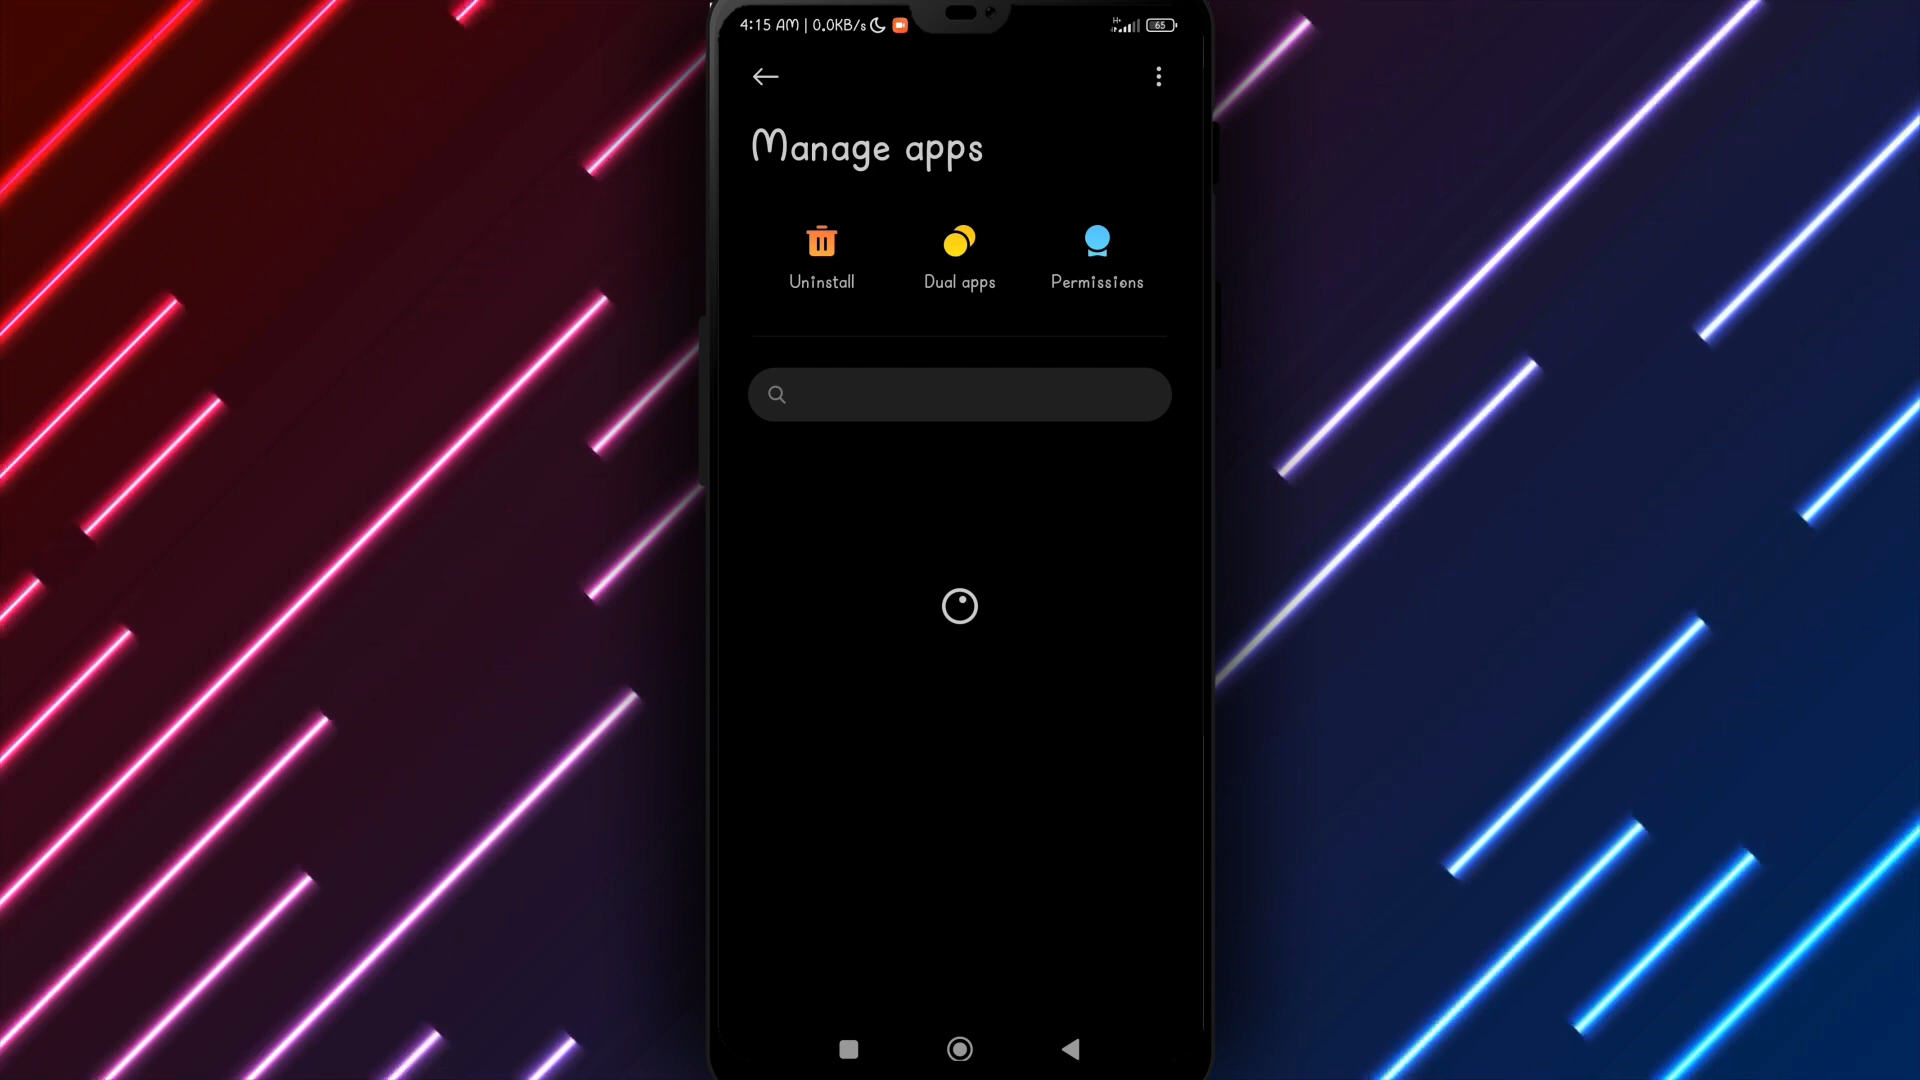 4:15 AM | 0.0KB/s
H+
65
Manage apps
Uninstall
Dual apps
Permissions